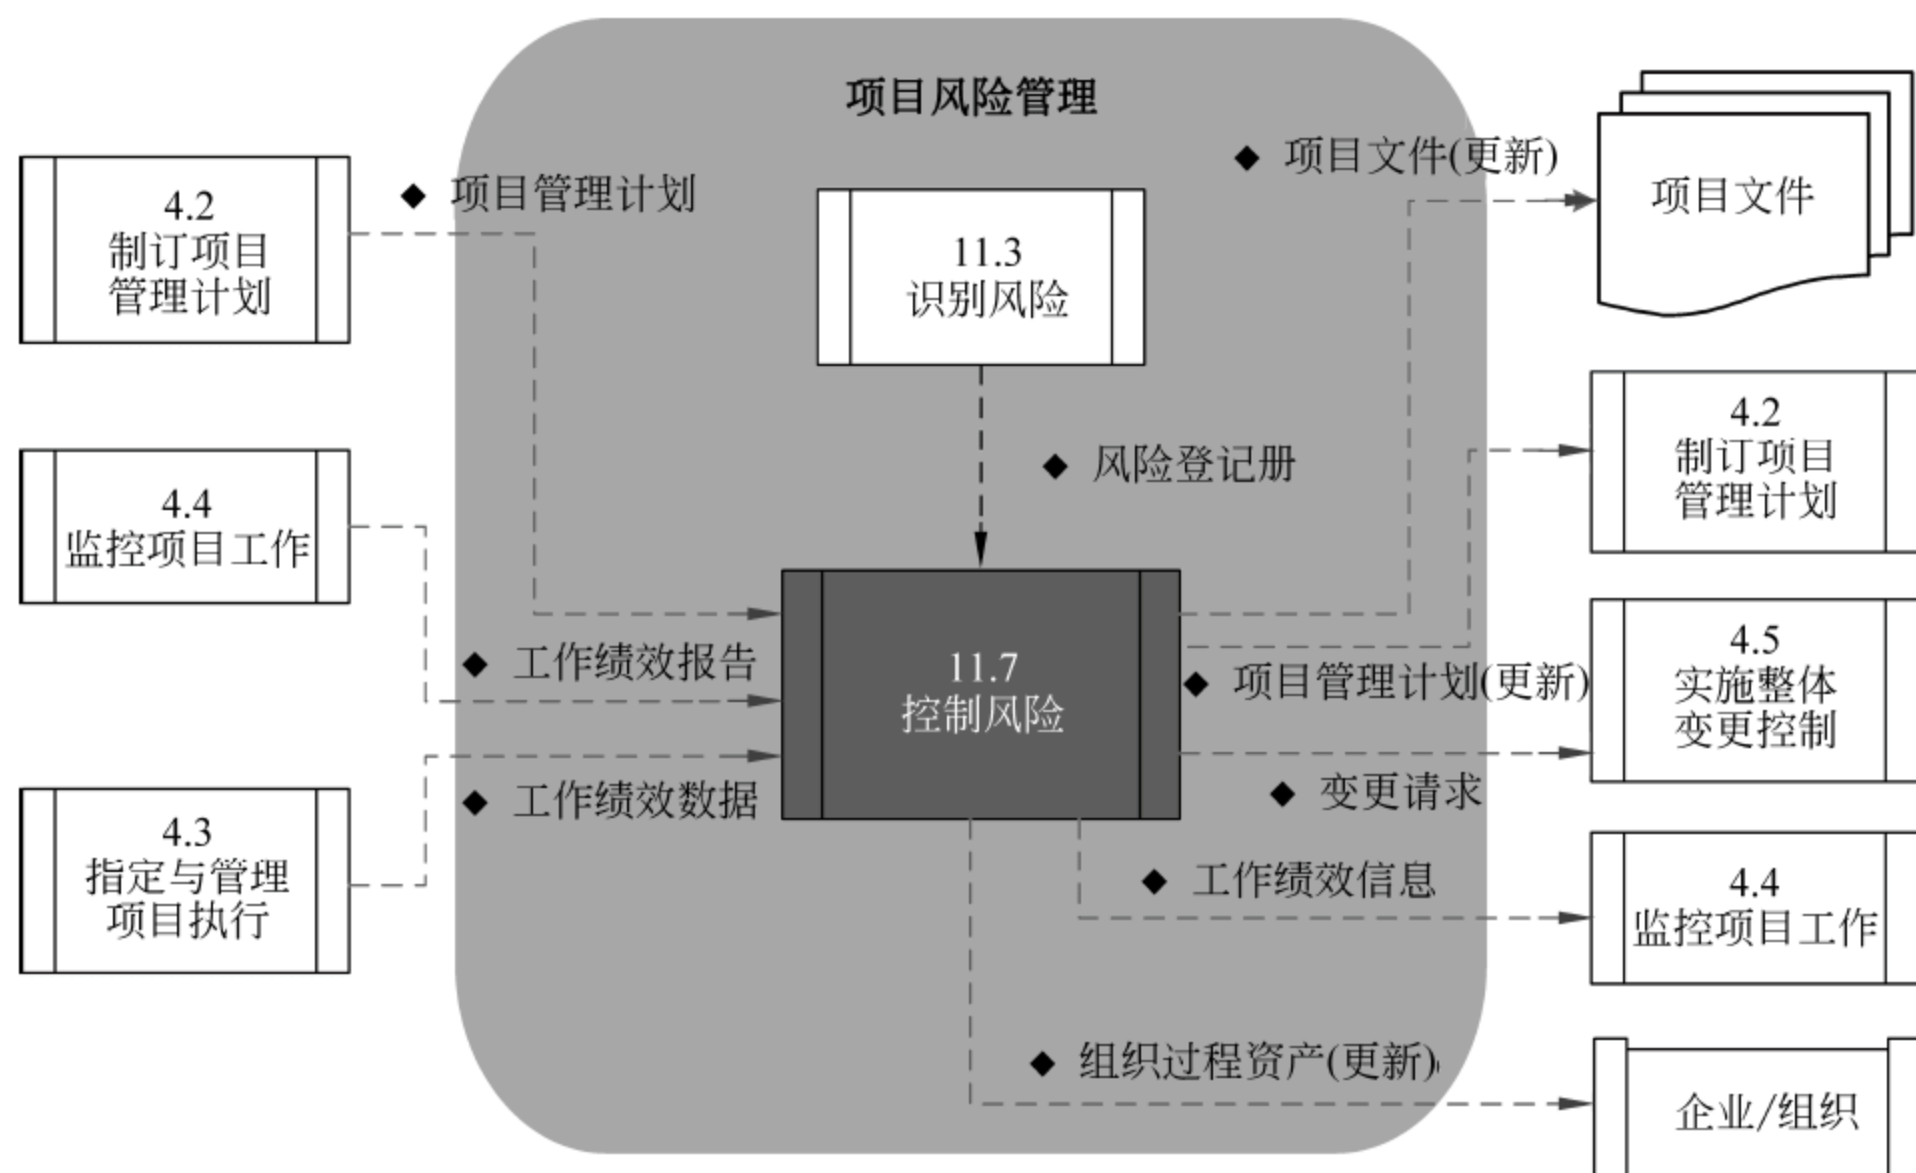 项目风险管理
4.2
制订项目
管理计划
◆ 项目管理计划
11.3
识别风险
◆ 项目文件(更新)
项目文件
4.4
监控项目工作
◆ 风险登记册
4.2
制订项目
管理计划
◆ 工作绩效报告
11.7
控制风险
◆ 项目管理计划(更新)
4.5
实施整体
变更控制
4.3
指定与管理
项目执行
◆ 工作绩效数据
◆ 变更请求
◆ 工作绩效信息
4.4
监控项目工作
◆ 组织过程资产(更新)
企业/组织